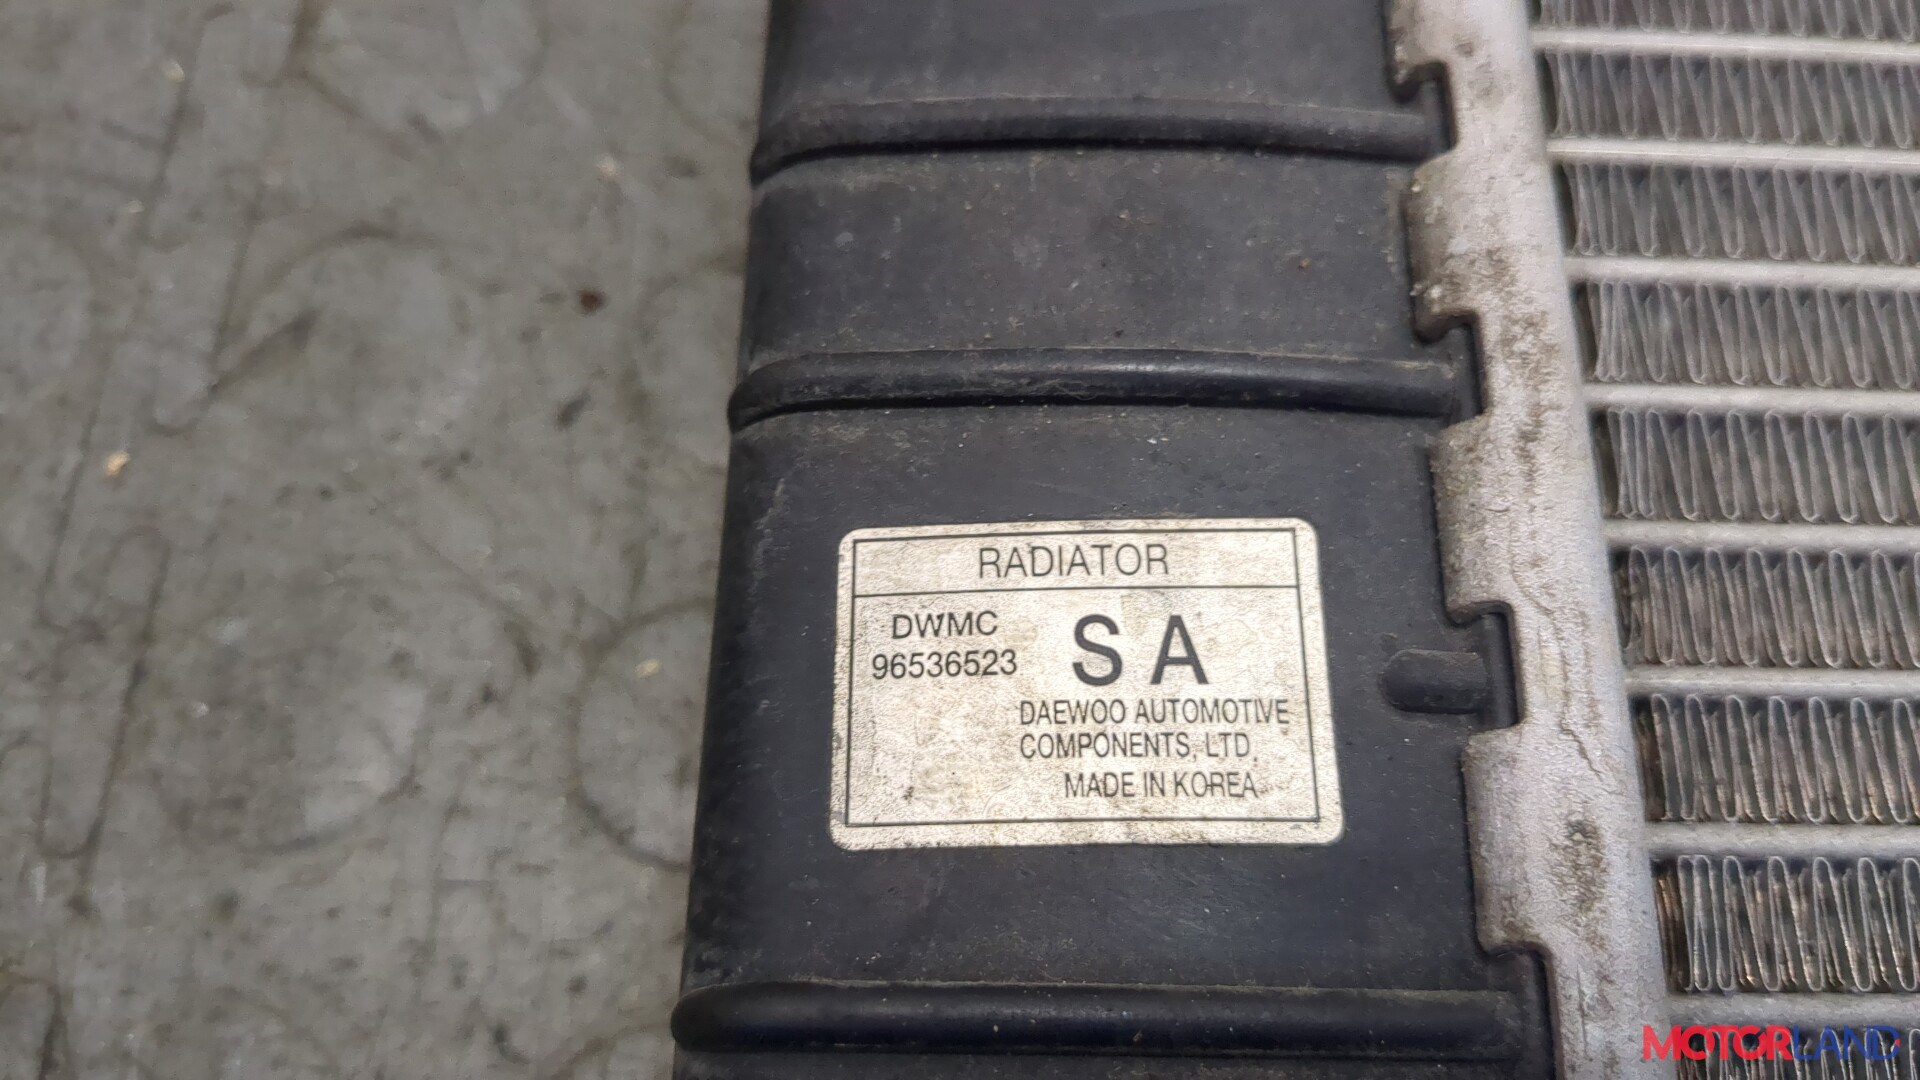 RADIATOR
DWMC
96536523
SA
DAEWOO AUTOMOTIVE
COMPONENTS, LTD.
MADE IN KOREA
MOTORLAND